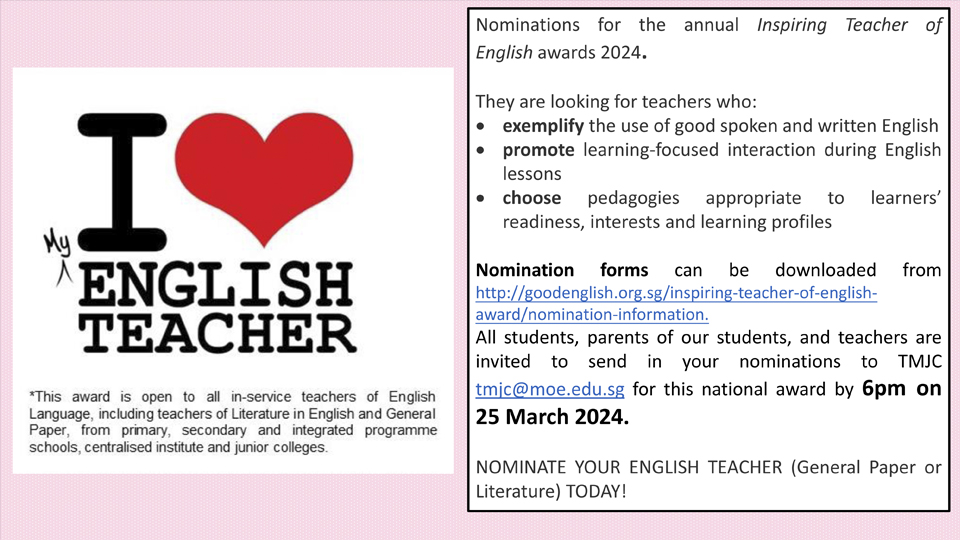 I
My
ENGLISH
TEACHER
*This award is open to all in-service teachers of English
Language, including teachers of Literature in English and General
Paper, from primary, secondary and integrated programme
schools, centralised institute and junior colleges.
Nominations for the annual Inspiring Teacher of
English awards 2024.
They are looking for teachers who:
• exemplify the use of good spoken and written English
• promote learning-focused interaction during English
lessons
• choose pedagogies appropriate to learners’
readiness, interests and learning profiles
Nomination forms can be downloaded from
http://goodenglish.org.sg/inspiring-teacher-of-english-
award/nomination-information.
All students, parents of our students, and teachers are
invited to send in your nominations to TMJC
tmjc@moe.edu.sg for this national award by 6pm on
25 March 2024.
NOMINATE YOUR ENGLISH TEACHER (General Paper or
Literature) TODAY!